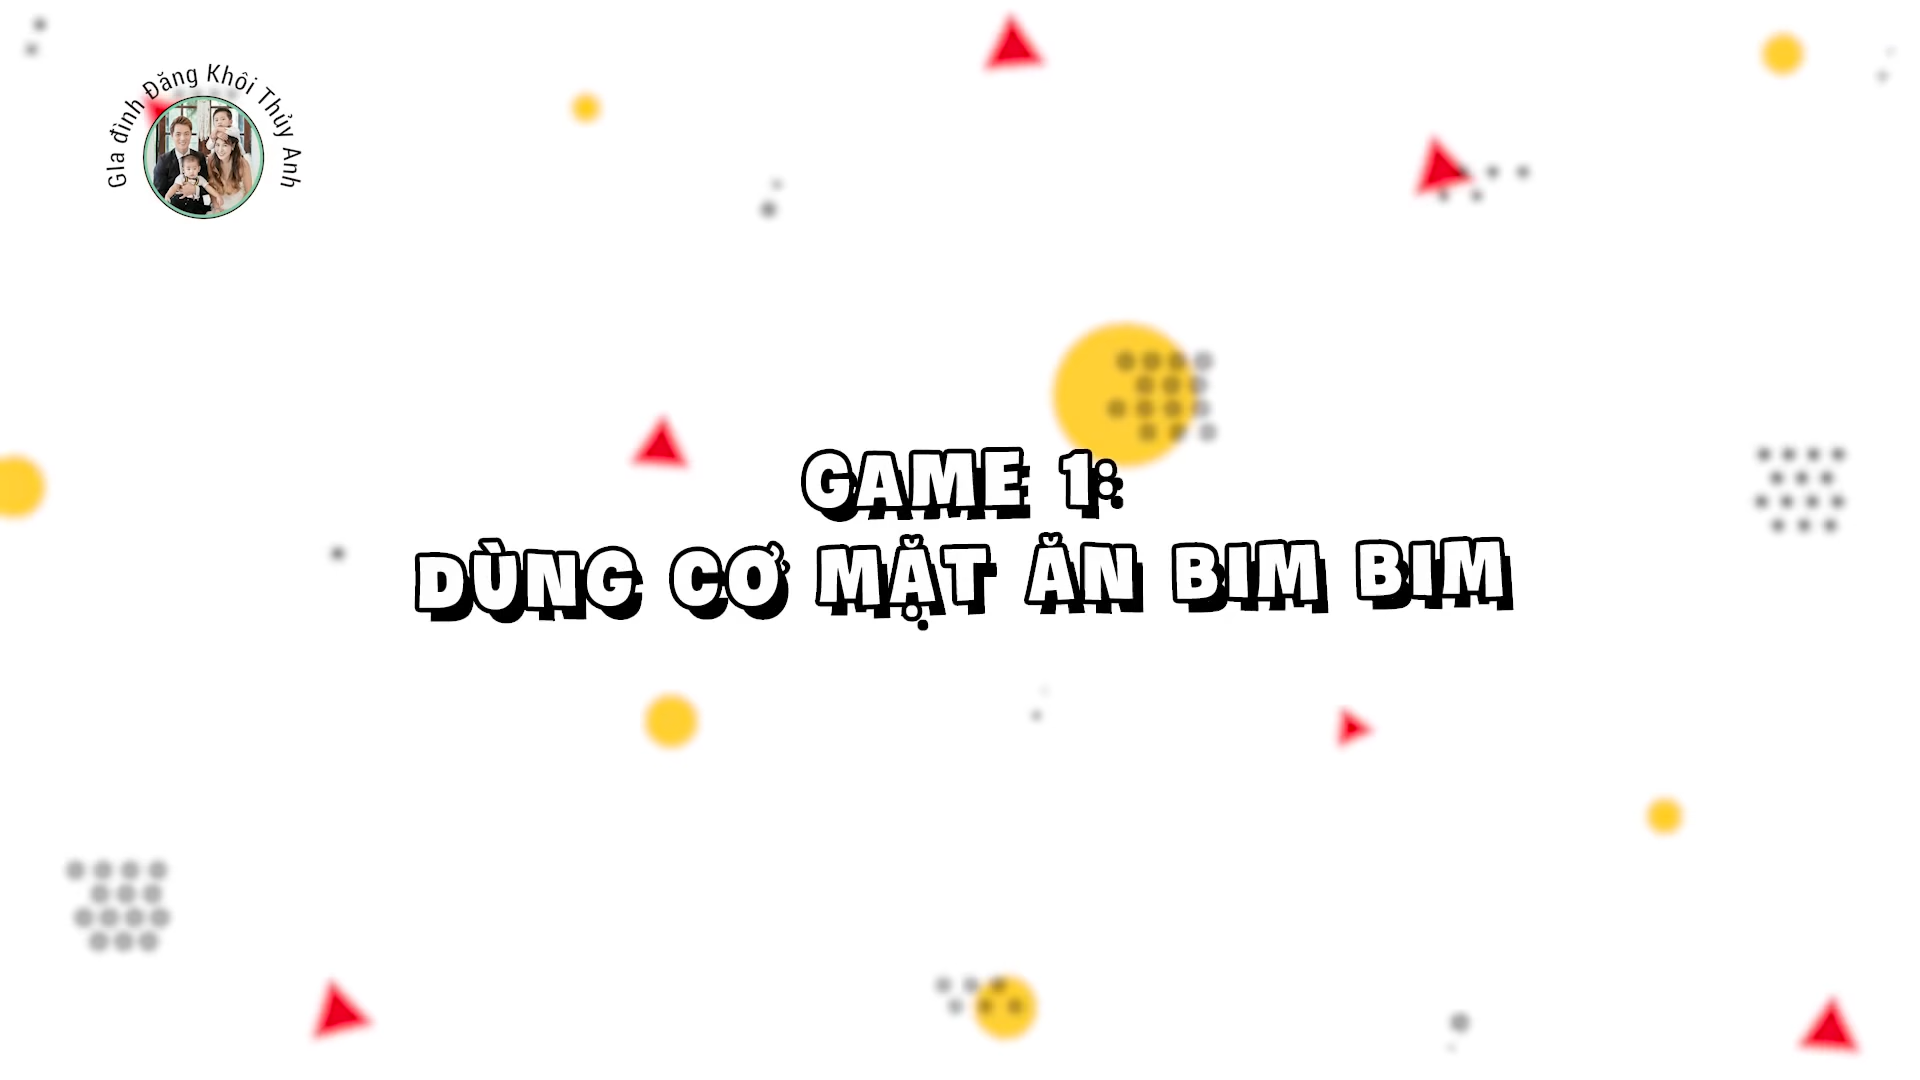 Gia đình Đăng Khôi Thủy Anh
GAME 1:
DÙNG CƠ MẶT ĂN BIM BIM